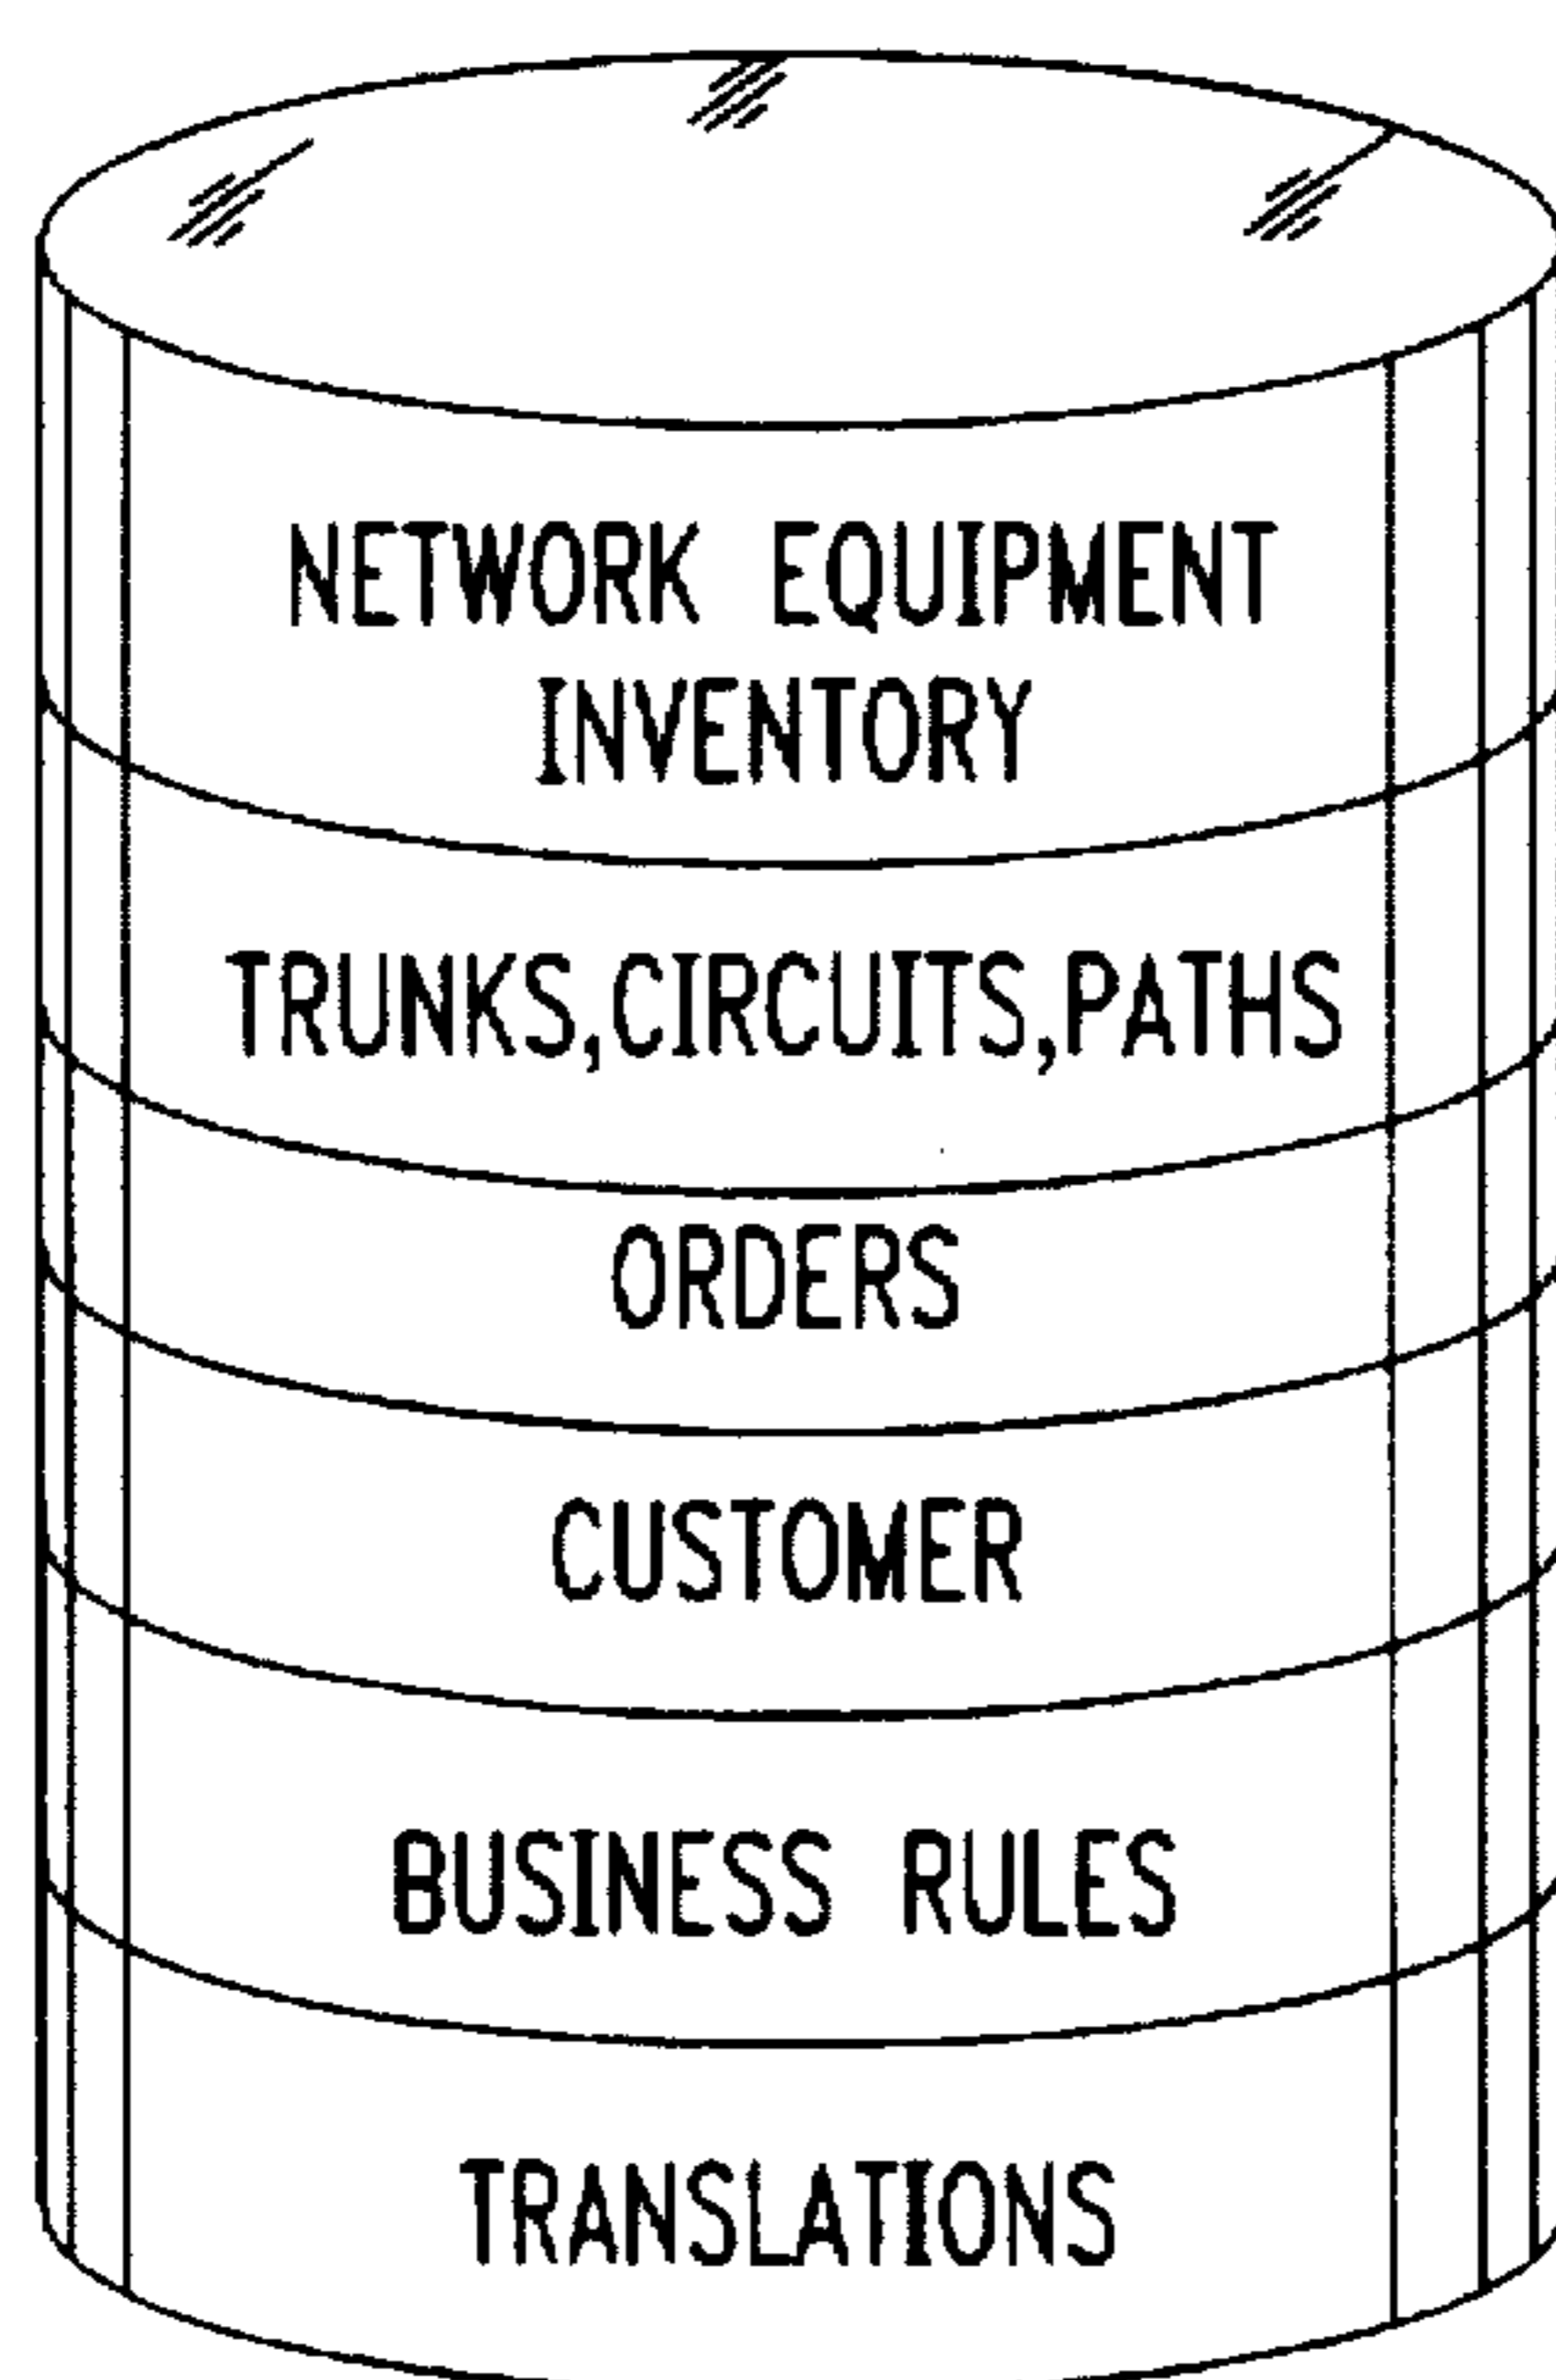 NETWORK EQUIPMENT
INVENTORY
TRUNKS,CIRCUITS,PATHS
ORDERS
CUSTOMER
BUSINESS RULES
TRANSLATIONS